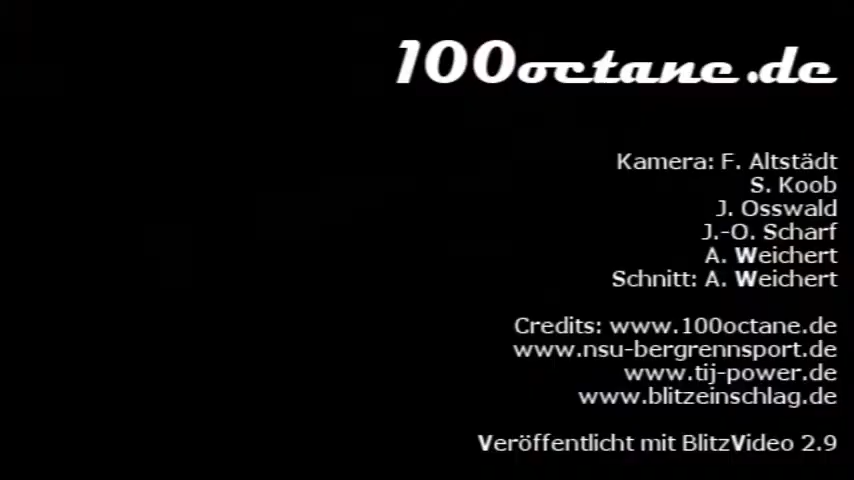 100octane.de
Kamera: F. Altstädt
S. Koob
J. Osswald
J.-O. Scharf
A. Weichert
Schnitt: A. Weichert
Credits: www.100octane.de
www.nsu-bergrennsport.de
www.tij-power.de
www.blitzeinschlag.de
Veröffentlicht mit BlitzVideo 2.9